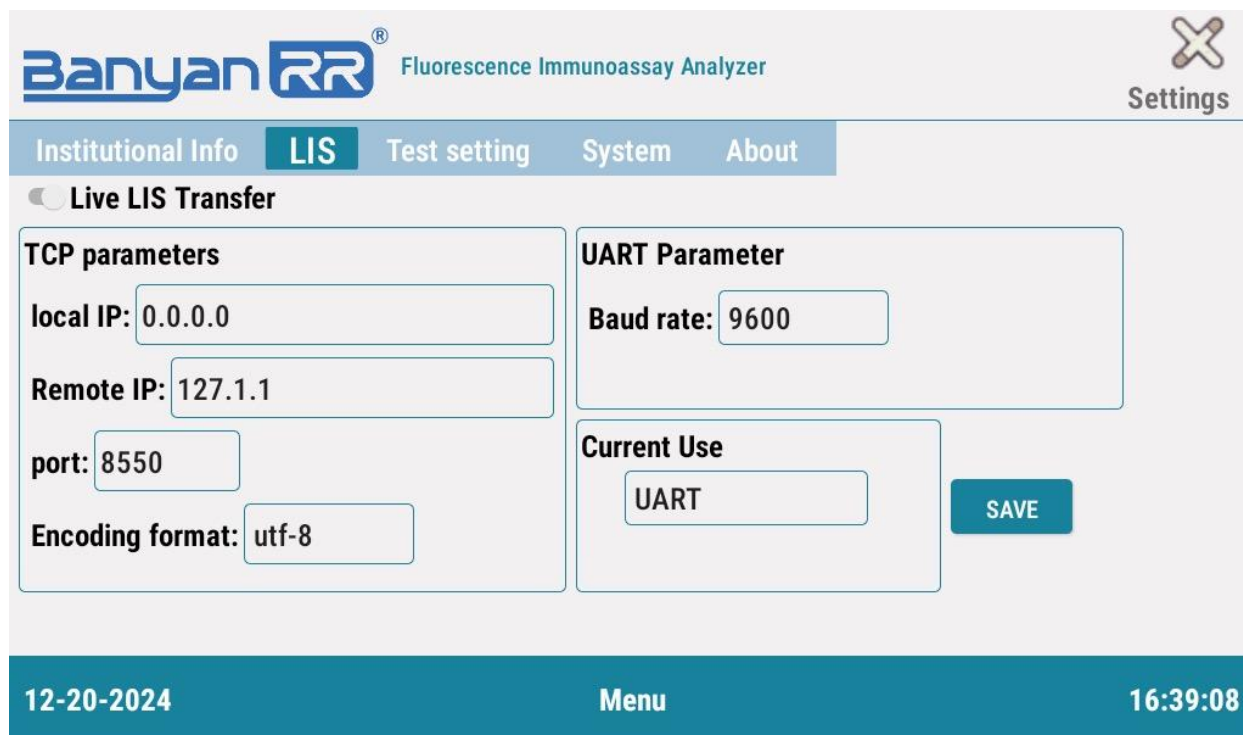 Banyan RR® Fluorescence Immunoassay Analyzer
Settings
Institutional Info LIS Test setting System About
Live LIS Transfer
TCP parameters
local IP: 0.0.0.0
Remote IP: 127.1.1
port: 8550
Encoding format: utf-8
UART Parameter
Baud rate: 9600
Current Use
UART
SAVE
12-20-2024 Menu 16:39:08